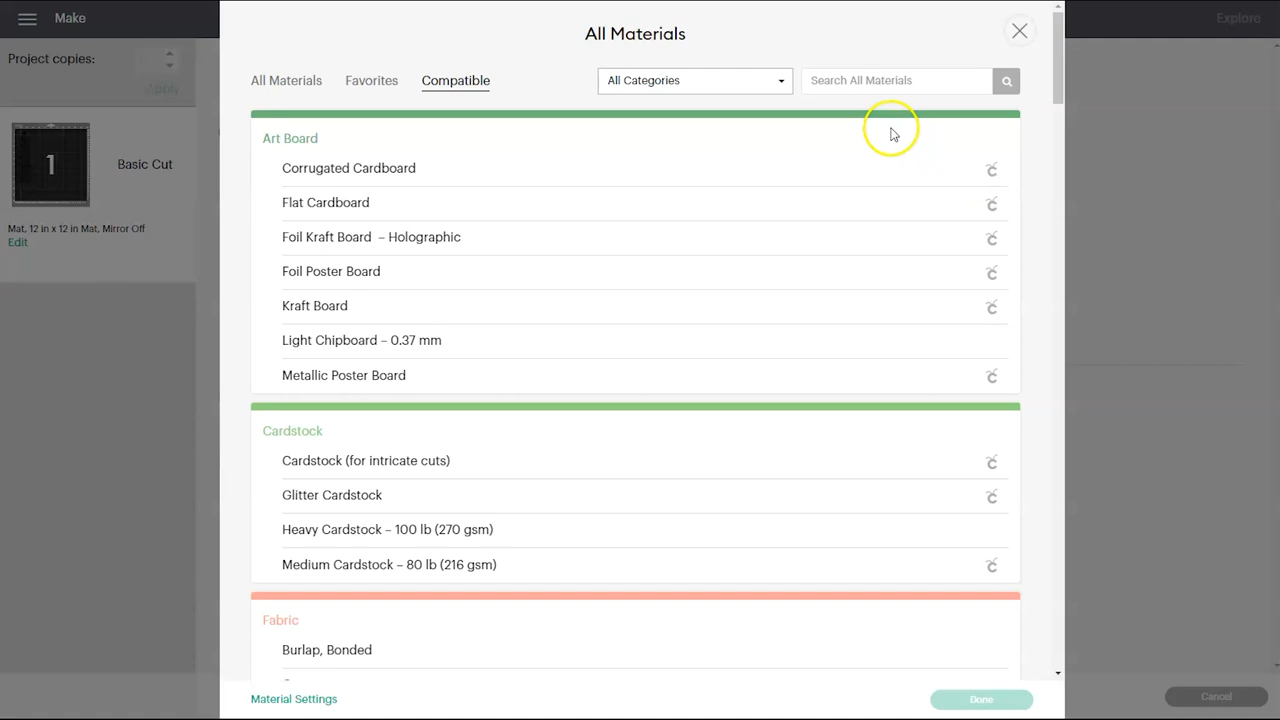 Make
Explore
Project copies:
Apply
1
Basic Cut
Mat, 12 in x 12 in Mat, Mirror Off
Edit
All Materials
All Materials
Favorites
Compatible
All Categories
Search All Materials
Art Board
Corrugated Cardboard
Flat Cardboard
Foil Kraft Board – Holographic
Foil Poster Board
Kraft Board
Light Chipboard – 0.37 mm
Metallic Poster Board
Cardstock
Cardstock (for intricate cuts)
Glitter Cardstock
Heavy Cardstock – 100 lb (270 gsm)
Medium Cardstock – 80 lb (216 gsm)
Fabric
Burlap, Bonded
Material Settings
Done
Cancel